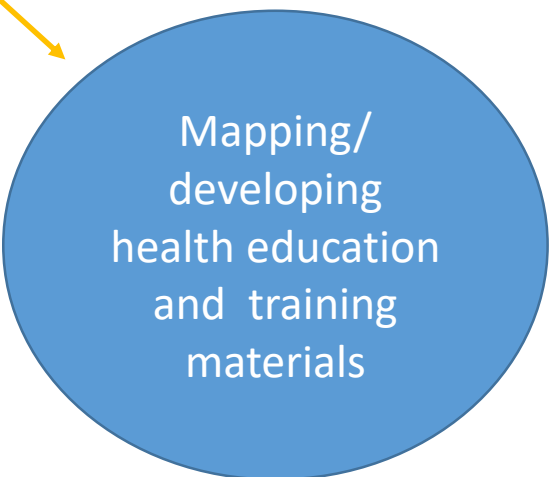 Mapping/
developing
health education
and  training
materials